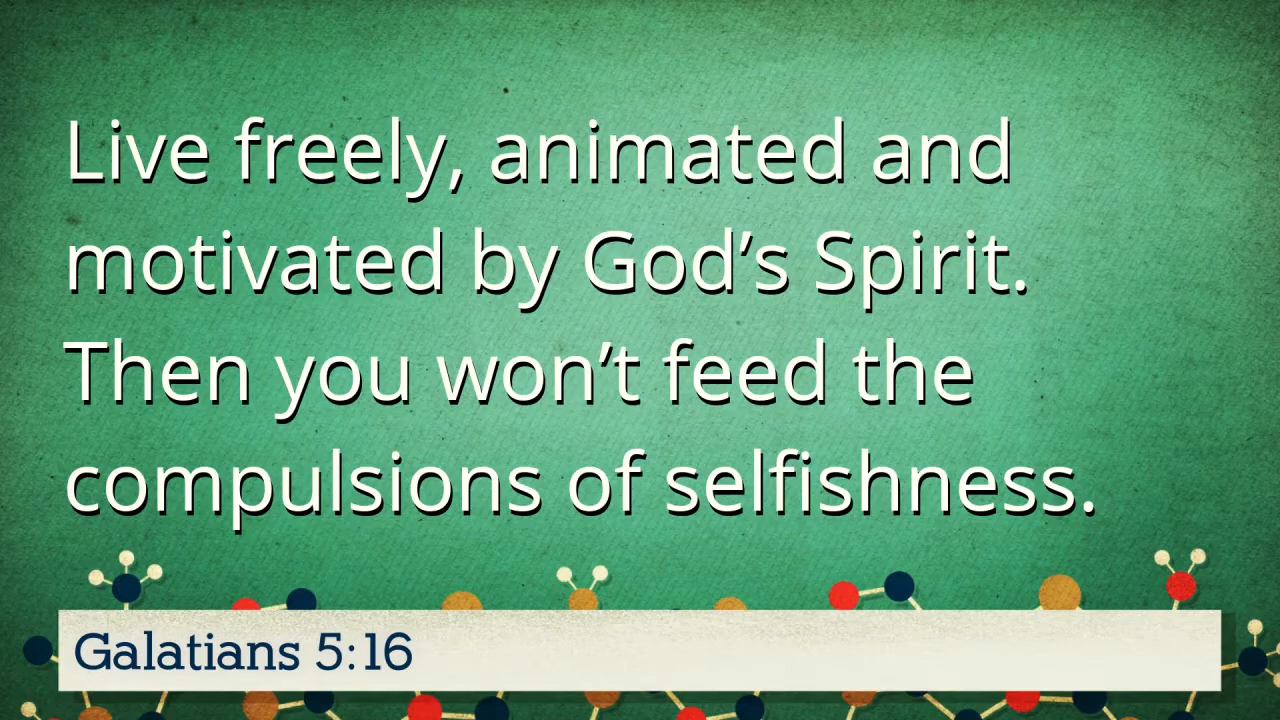 Live freely, animated and
motivated by God’s Spirit.
Then you won’t feed the
compulsions of selfishness.
Galatians 5:16